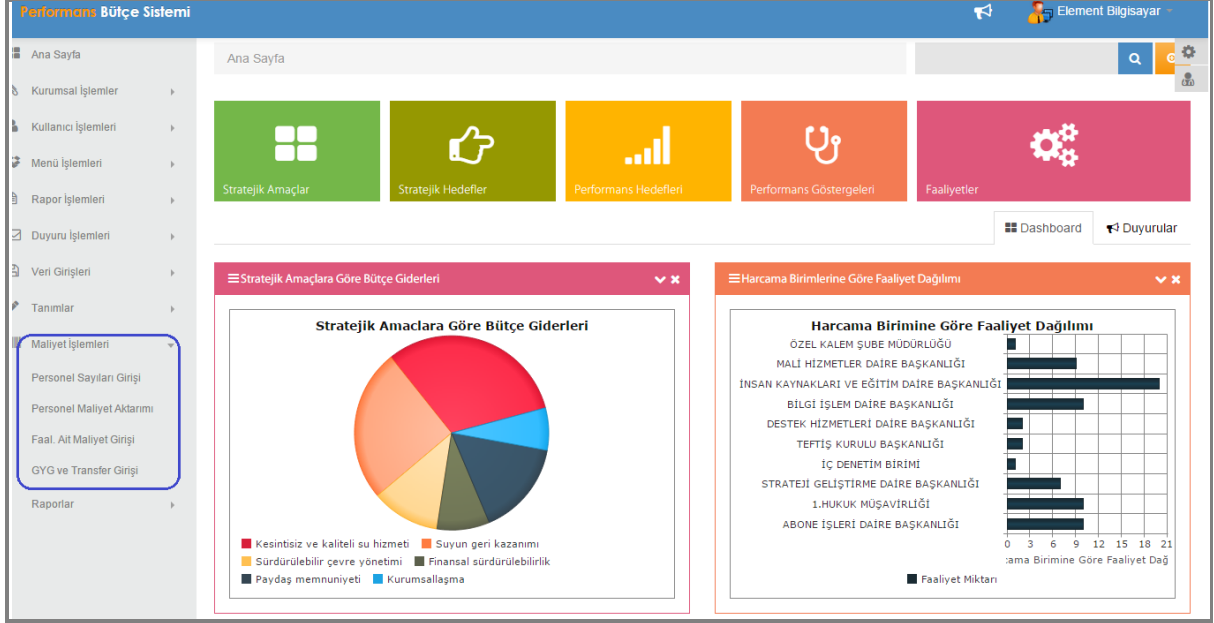 Performans Bütçe Sistemi
Element Bilgisayar
Ana Sayfa
Kurumsal İşlemler
Kullanıcı İşlemleri
Menü İşlemleri
Rapor İşlemleri
Duyuru İşlemleri
Veri Girişleri
Tanımlar
Maliyet İşlemleri
Personel Sayıları Girişi
Personel Maliyet Aktarımı
Faal. Ait Maliyet Girişi
GYG ve Transfer Girişi
Raporlar
Ana Sayfa
Stratejik Amaçlar
Stratejik Hedefler
Performans Hedefleri
Performans Göstergeleri
Faaliyetler
Dashboard
Duyurular
Stratejik Amaçlara Göre Bütçe Giderleri
Stratejik Amaclara Göre Bütçe Giderleri
Kesintisiz ve kaliteli su hizmeti
Suyun geri kazanımı
Sürdürülebilir çevre yönetimi
Finansal sürdürülebilirlik
Paydaş memnuniyeti
Kurumsallaşma
Harcama Birimlerine Göre Faaliyet Dağılımı
Harcama Birimine Göre Faaliyet Dağılımı
ÖZEL KALEM ŞUBE MÜDÜRLÜĞÜ
MALİ HİZMETLER DAİRE BAŞKANLIĞI
İNSAN KAYNAKLARI VE EĞİTİM DAİRE BAŞKANLIĞI
BİLGİ İŞLEM DAİRE BAŞKANLIĞI
DESTEK HİZMETLERİ DAİRE BAŞKANLIĞI
TEFTİŞ KURULU BAŞKANLIĞI
İÇ DENETİM BİRİMİ
STRATEJİ GELİŞTİRME DAİRE BAŞKANLIĞI
1.HUKUK MÜŞAVİRLİĞİ
ABONE İŞLERİ DAİRE BAŞKANLIĞI
0 3 6 9 12 15 18 21
cama Birimine Göre Faaliyet Dağ
Faaliyet Miktarı